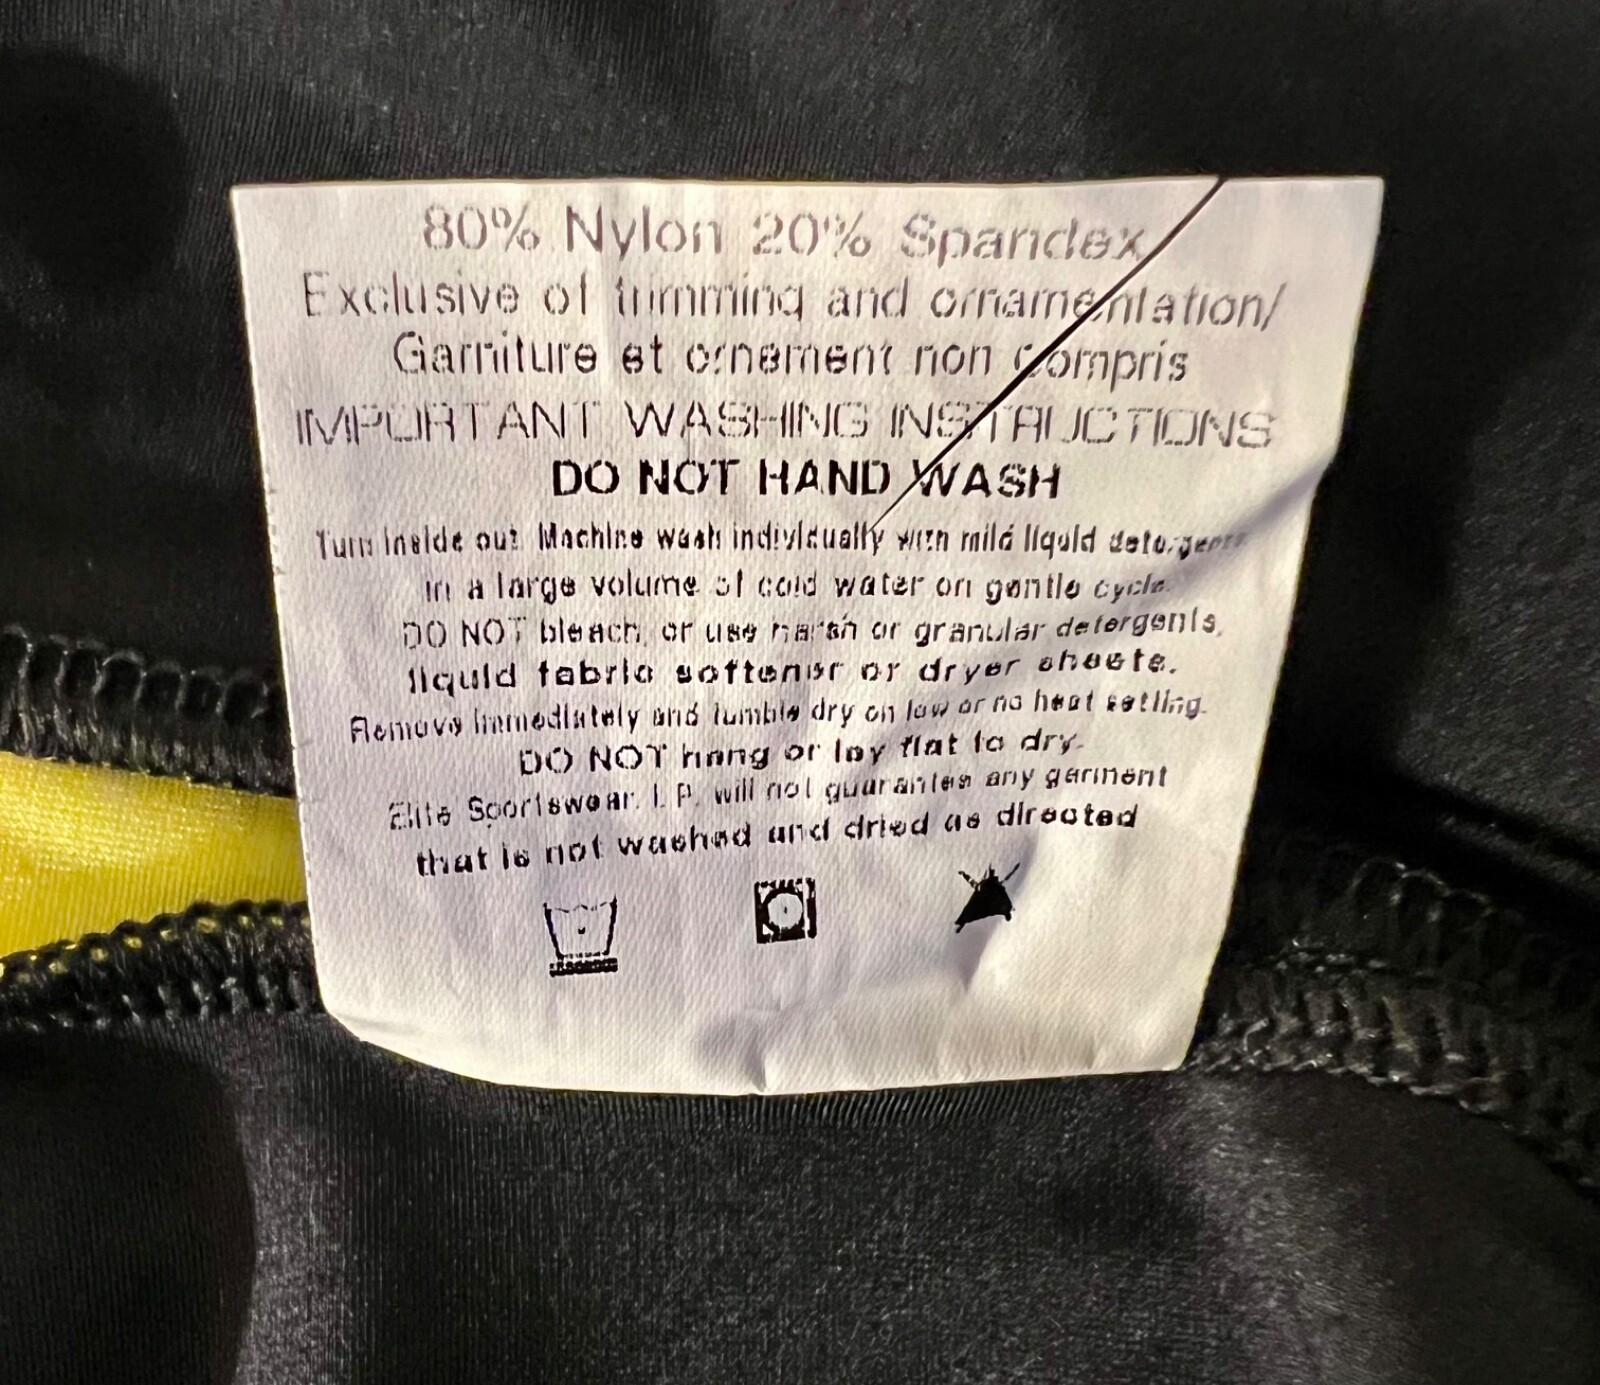 80% Nylon 20% Spandex
Exclusive of trimming and ornamentation/
Garniture et ornement non compris
IMPORTANT WASHING INSTRUCTIONS
DO NOT HAND WASH
Turn inside out. Machine wash individually with mild liquid detergents
in a large volume of cold water on gentle cycle.
DO NOT bleach, or use harsh or granular detergents,
liquid fabric softener or dryer sheets.
Remove immediately and tumble dry on low or no heat setting.
DO NOT hang or lay flat to dry.
Elite Sportswear, L.P. will not guarantee any garment
that is not washed and dried as directed